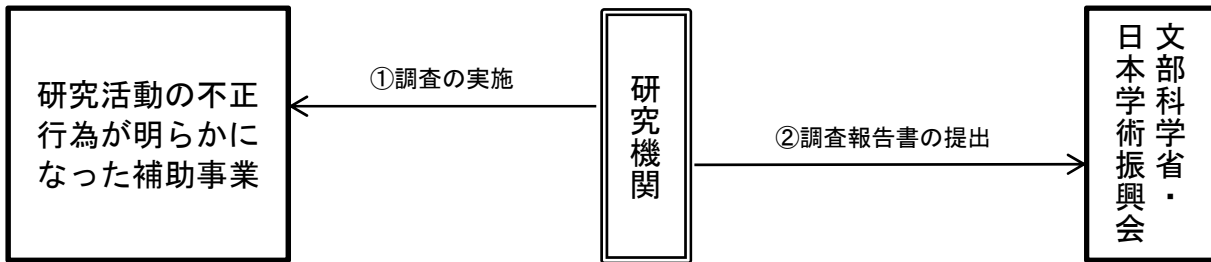 研究活動の不正
行為が明らかに
なった補助事業
①調査の実施
研究機関
②調査報告書の提出
文部科学省・
日本学術振興会